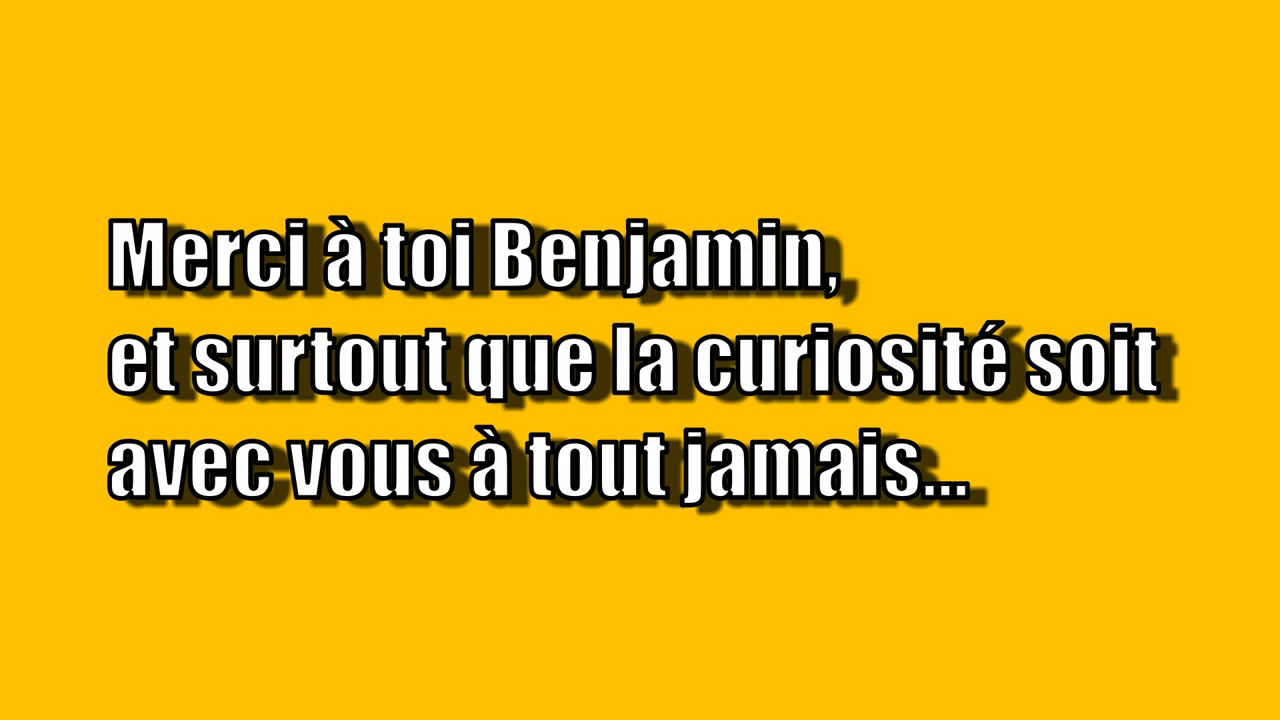 Merci à toi Benjamin,
et surtout que la curiosité soit
avec vous à tout jamais...